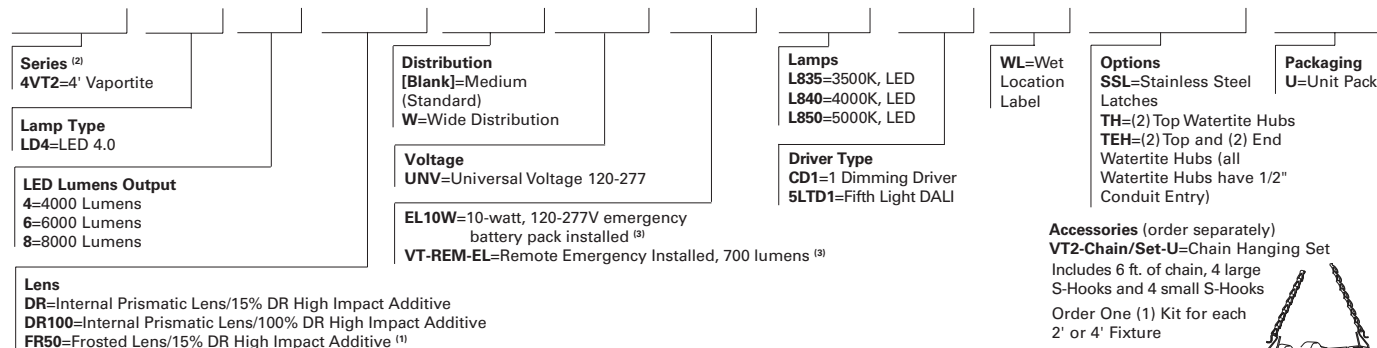 Series (2)
4VT2=4' Vaportite
Lamp Type
LD4=LED 4.0
LED Lumens Output
4=4000 Lumens
6=6000 Lumens
8=8000 Lumens
Lens
DR=Internal Prismatic Lens/15% DR High Impact Additive
DR100=Internal Prismatic Lens/100% DR High Impact Additive
FR50=Frosted Lens/15% DR High Impact Additive (1)
Distribution
[Blank]=Medium
(Standard)
W=Wide Distribution
Voltage
UNV=Universal Voltage 120-277
EL10W=10-watt, 120-277V emergency
battery pack installed (3)
VT-REM-EL=Remote Emergency Installed, 700 lumens (3)
Lamps
L835=3500K, LED
L840=4000K, LED
L850=5000K, LED
Driver Type
CD1=1 Dimming Driver
5LTD1=Fifth Light DALI
WL=Wet
Location
Label
Options
SSL=Stainless Steel
Latches
TH=(2) Top Watertite Hubs
TEH=(2) Top and (2) End
Watertite Hubs (all
Watertite Hubs have 1/2"
Conduit Entry)
Packaging
U=Unit Pack
Accessories (order separately)
VT2-Chain/Set-U=Chain Hanging Set
Includes 6 ft. of chain, 4 large
S-Hooks and 4 small S-Hooks
Order One (1) Kit for each
2' or 4' Fixture